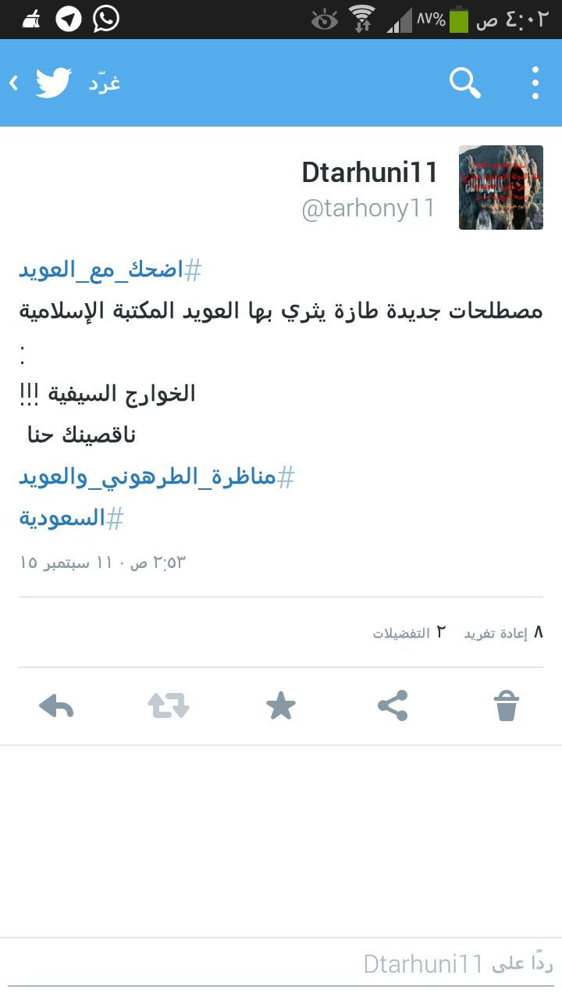 ٨٧% ٤:٠٢ ص
غرّد
Dtarhuni11
@tarhony11
#اضحك_مع_العويد
مصطلحات جديدة طازة يثري بها العويد المكتبة الإسلامية
:
الخوارج السيفية !!!
ناقصينك حنا
#مناظرة_الطرهوني_والعويد
#السعودية
٢:٥٣ ص · ١١ سبتمبر ١٥
٨ إعادة تغريد ٢ التفضيلات
ردًا على Dtarhuni11